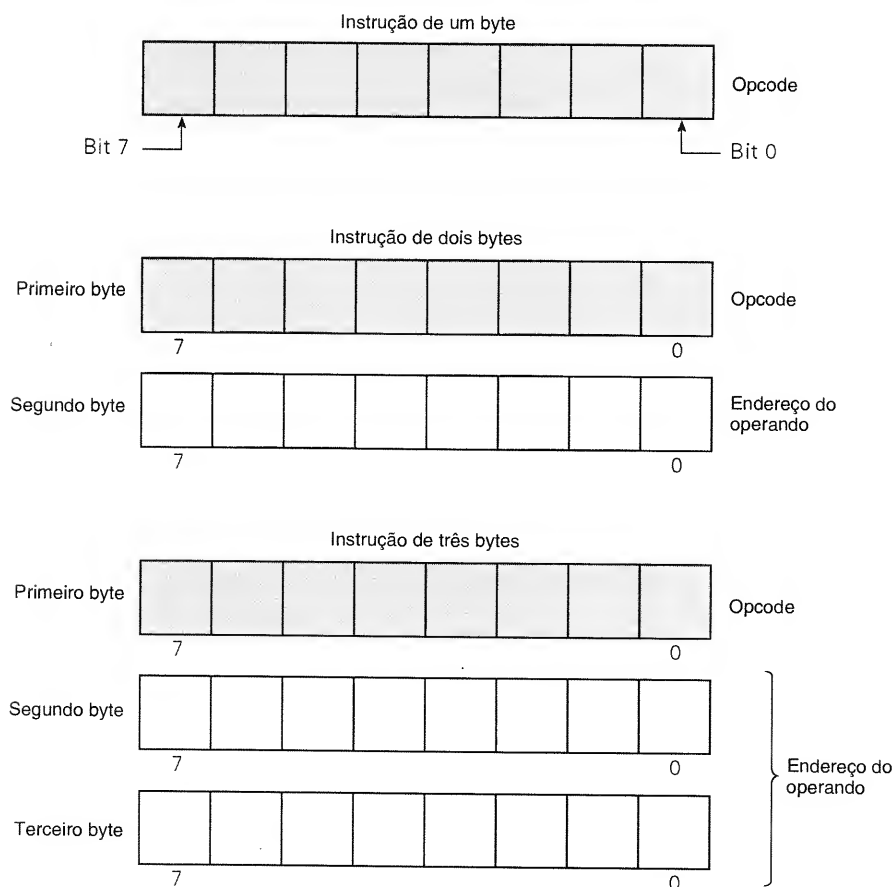 Instrução de um byte
Opcode
Bit 7
Bit 0
Instrução de dois bytes
Primeiro byte
Opcode
7 0
Segundo byte
Endereço do
operando
7 0
Instrução de três bytes
Primeiro byte
Opcode
7 0
Segundo byte
7 0
Endereço do
operando
Terceiro byte
7 0